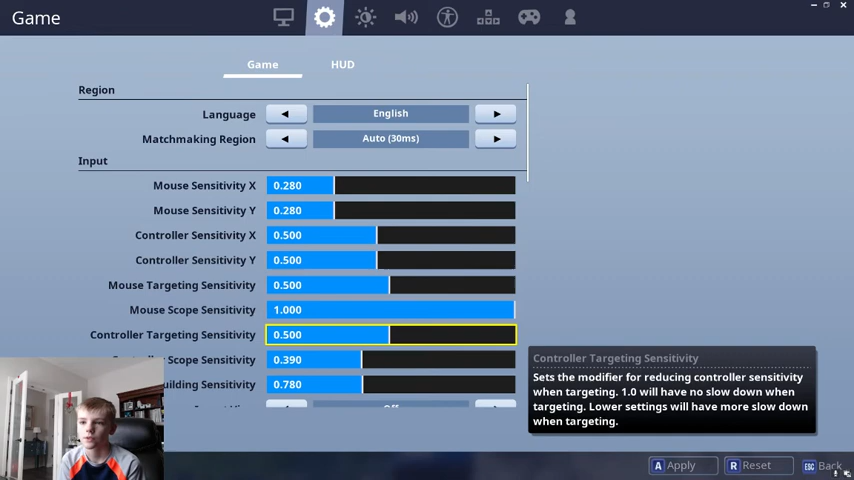 Game
Game HUD
Region
Language English
Matchmaking Region Auto (30ms)
Input
Mouse Sensitivity X 0.280
Mouse Sensitivity Y 0.280
Controller Sensitivity X 0.500
Controller Sensitivity Y 0.500
Mouse Targeting Sensitivity 0.500
Mouse Scope Sensitivity 1.000
Controller Targeting Sensitivity 0.500
Scope Sensitivity 0.390
Building Sensitivity 0.780
Off
Controller Targeting Sensitivity
Sets the modifier for reducing controller sensitivity
when targeting. 1.0 will have no slow down when
targeting. Lower settings will have more slow down
when targeting.
A Apply R Reset ESC Back